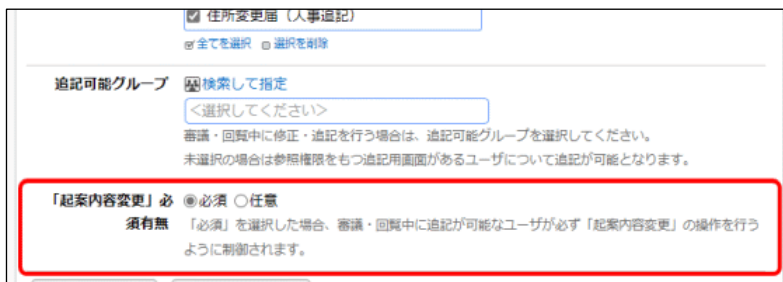 住所変更届（人事追記）
全てを選択 選択を削除
追記可能グループ 検索して指定
<選択してください>
審議・回覧中に修正・追記を行う場合は、追記可能グループを選択してください。
未選択の場合は参照権限をもつ追記用画面があるユーザについて追記が可能となります。
「起案内容変更」必 必須 任意
須有無 「必須」を選択した場合、審議・回覧中に追記が可能なユーザが必ず「起案内容変更」の操作を行う
ように制御されます。